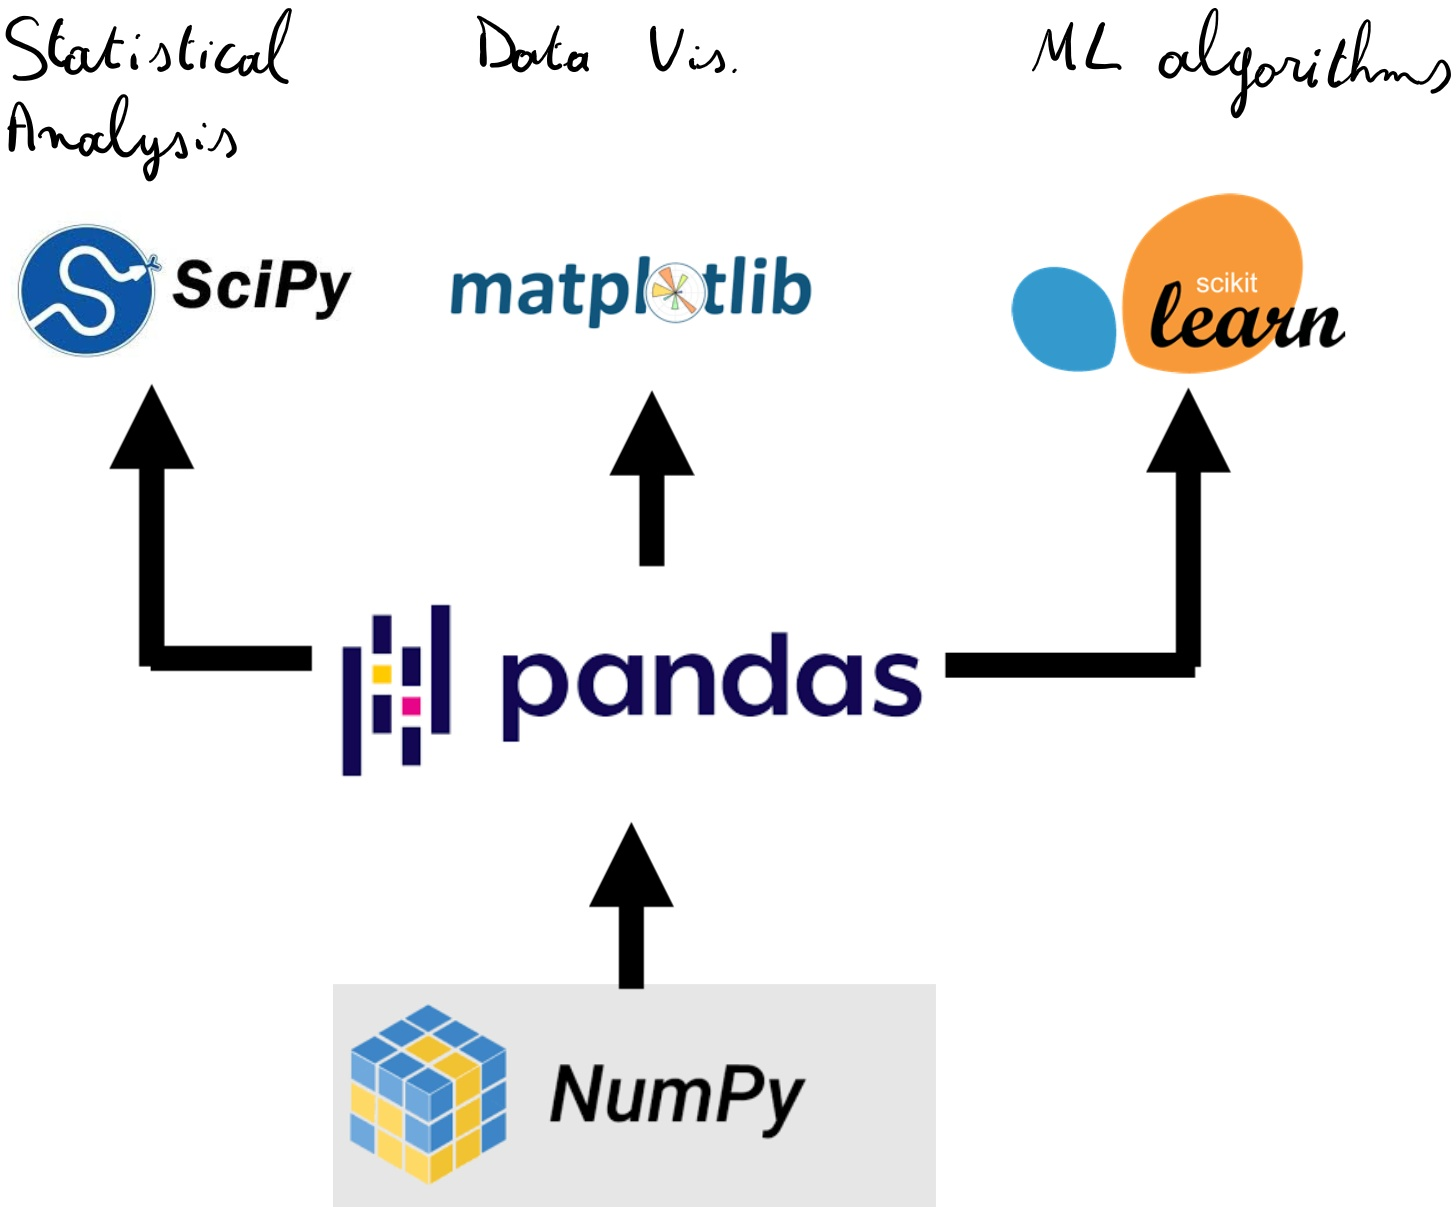 Statistical
Analysis
Data Vis.
ML algorithms
SciPy
matplotlib
scikit
learn
pandas
NumPy